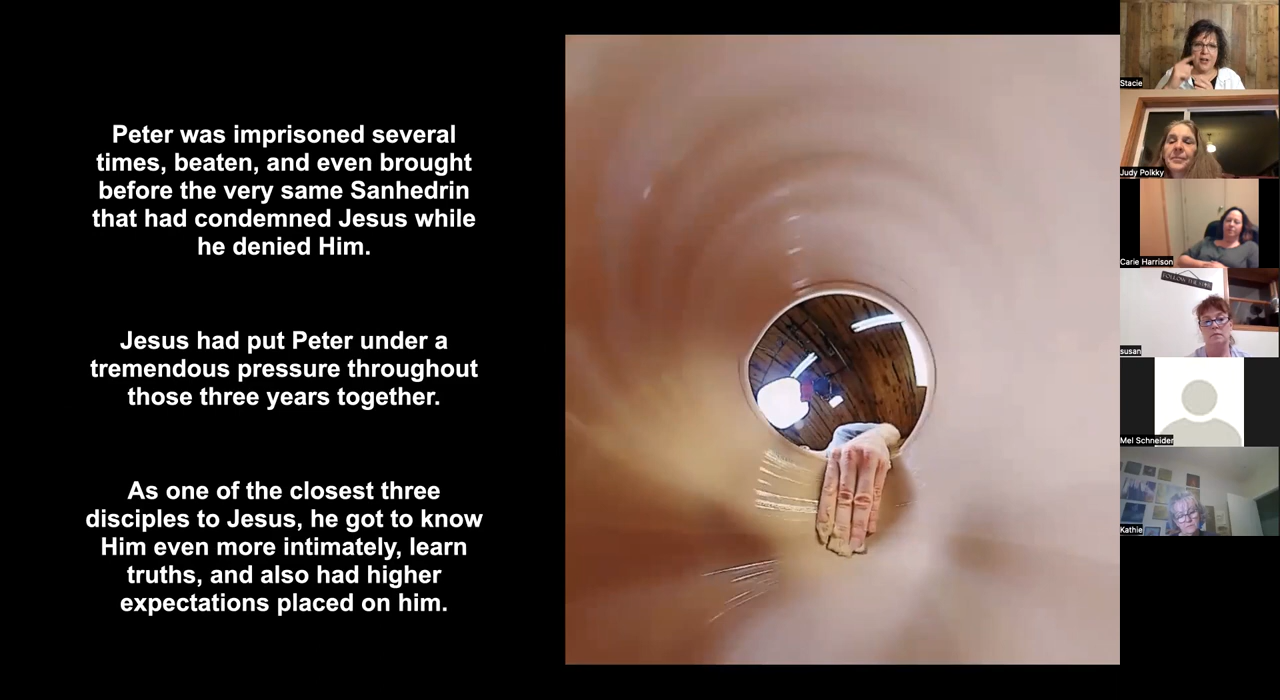 Peter was imprisoned several
times, beaten, and even brought
before the very same Sanhedrin
that had condemned Jesus while
he denied Him.
Jesus had put Peter under a
tremendous pressure throughout
those three years together.
As one of the closest three
disciples to Jesus, he got to know
Him even more intimately, learn
truths, and also had higher
expectations placed on him.
Stacie
Judy Polkky
Carie Harrison
FOLLOW THE STAR
susan
Mel Schneider
Kathie